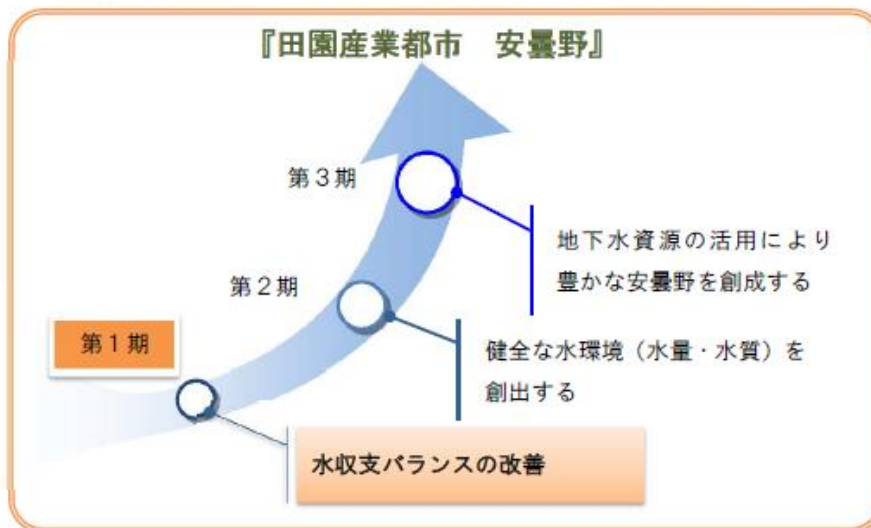 『田園産業都市　安曇野』
第３期
地下水資源の活用により
豊かな安曇野を創成する
第２期
健全な水環境（水量・水質）を
創出する
第１期
水収支バランスの改善